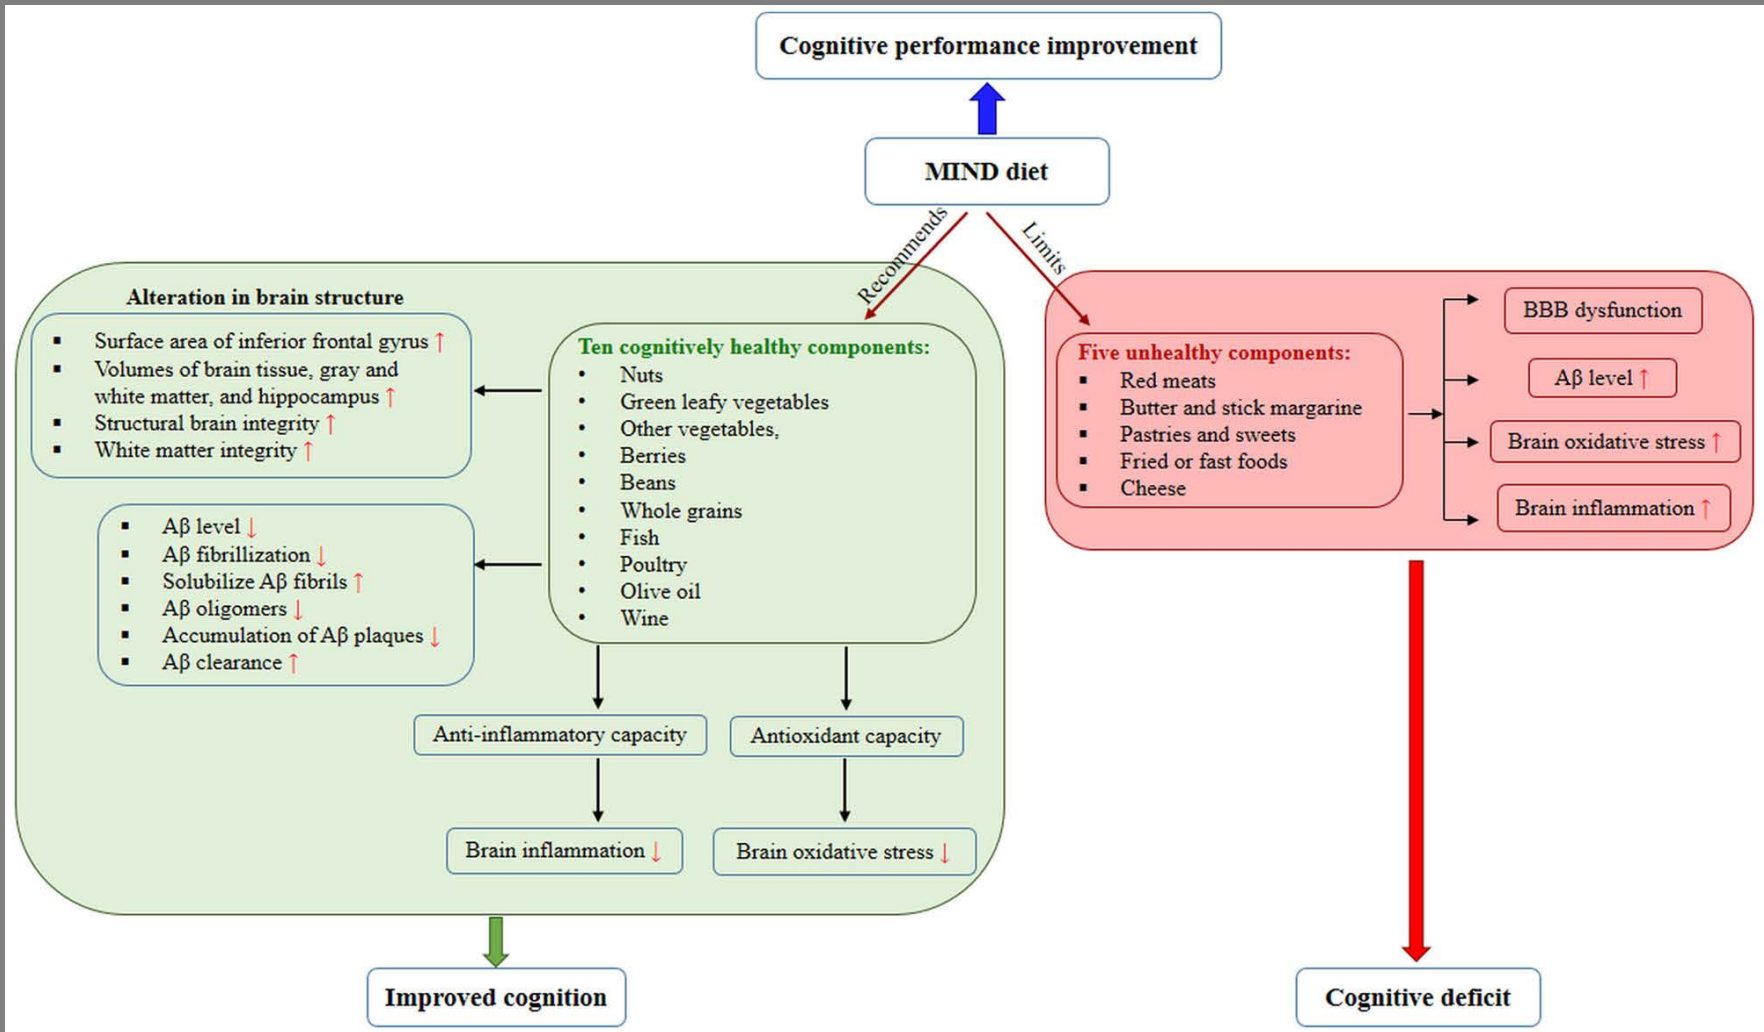 Cognitive performance improvement
MIND diet
Recommends
Limits
Alteration in brain structure
▪ Surface area of inferior frontal gyrus ↑
▪ Volumes of brain tissue, gray and
white matter, and hippocampus ↑
▪ Structural brain integrity ↑
▪ White matter integrity ↑
▪ Aβ level ↓
▪ Aβ fibrillization ↓
▪ Solubilize Aβ fibrils ↑
▪ Aβ oligomers ↓
▪ Accumulation of Aβ plaques ↓
▪ Aβ clearance ↑
Ten cognitively healthy components:
• Nuts
• Green leafy vegetables
• Other vegetables,
• Berries
• Beans
• Whole grains
• Fish
• Poultry
• Olive oil
• Wine
Anti-inflammatory capacity
Antioxidant capacity
Brain inflammation ↓
Brain oxidative stress ↓
Improved cognition
Five unhealthy components:
▪ Red meats
▪ Butter and stick margarine
▪ Pastries and sweets
▪ Fried or fast foods
▪ Cheese
BBB dysfunction
Aβ level ↑
Brain oxidative stress ↑
Brain inflammation ↑
Cognitive deficit